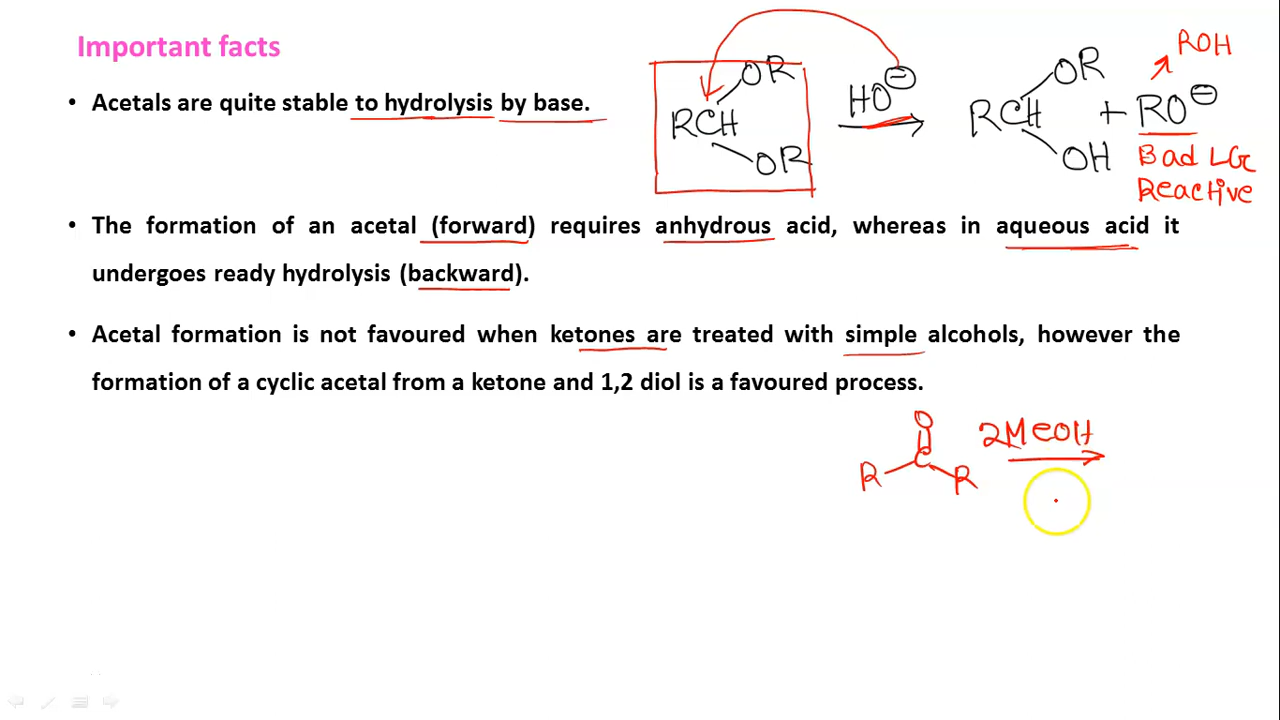 Important facts
• Acetals are quite stable to hydrolysis by base.
OR
RCH
OR
HO⊖
OR
RCH
OH
+ RO⊖
ROH
Bad LG
Reactive
• The formation of an acetal (forward) requires anhydrous acid, whereas in aqueous acid it
undergoes ready hydrolysis (backward).
• Acetal formation is not favoured when ketones are treated with simple alcohols, however the
formation of a cyclic acetal from a ketone and 1,2 diol is a favoured process.
O
C
R R
2MeOH